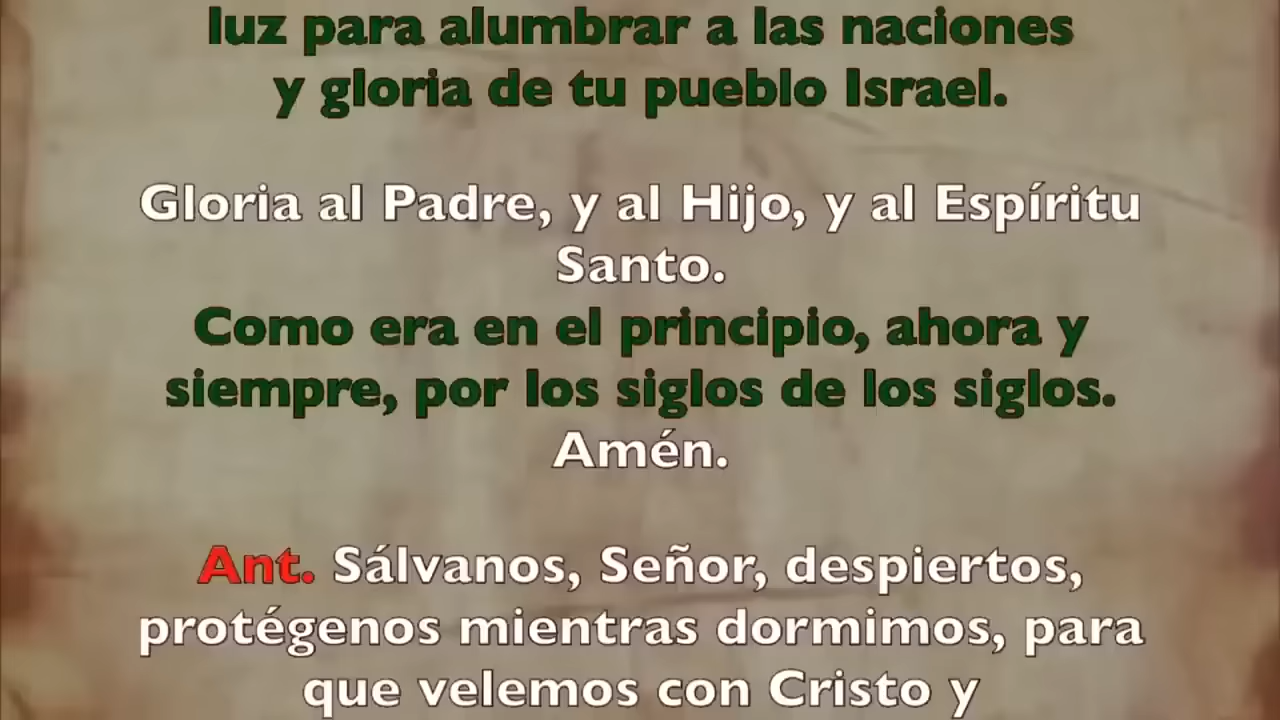 luz para alumbrar a las naciones
y gloria de tu pueblo Israel.
Gloria al Padre, y al Hijo, y al Espíritu
Santo.
Como era en el principio, ahora y
siempre, por los siglos de los siglos.
Amén.
Ant. Sálvanos, Señor, despiertos,
protégenos mientras dormimos, para
que velemos con Cristo y